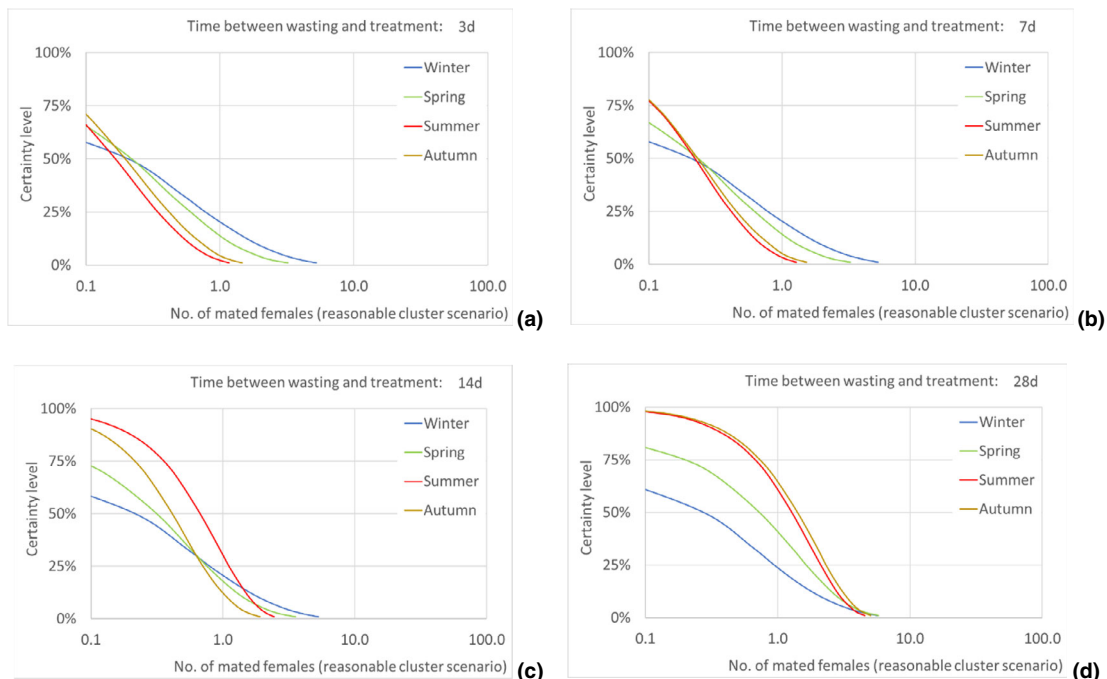 Time between wasting and treatment: 3d
100%
75%
50%
25%
0%
Certainty level
Winter
Spring
Summer
Autumn
0.1 1.0 10.0 100.0
No. of mated females (reasonable cluster scenario)
(a)
Time between wasting and treatment: 7d
100%
75%
50%
25%
0%
Certainty level
Winter
Spring
Summer
Autumn
0.1 1.0 10.0 100.0
No. of mated females (reasonable cluster scenario)
(b)
Time between wasting and treatment: 14d
100%
75%
50%
25%
0%
Certainty level
Winter
Spring
Summer
Autumn
0.1 1.0 10.0 100.0
No. of mated females (reasonable cluster scenario)
(c)
Time between wasting and treatment: 28d
100%
75%
50%
25%
0%
Certainty level
Winter
Spring
Summer
Autumn
0.1 1.0 10.0 100.0
No. of mated females (reasonable cluster scenario)
(d)